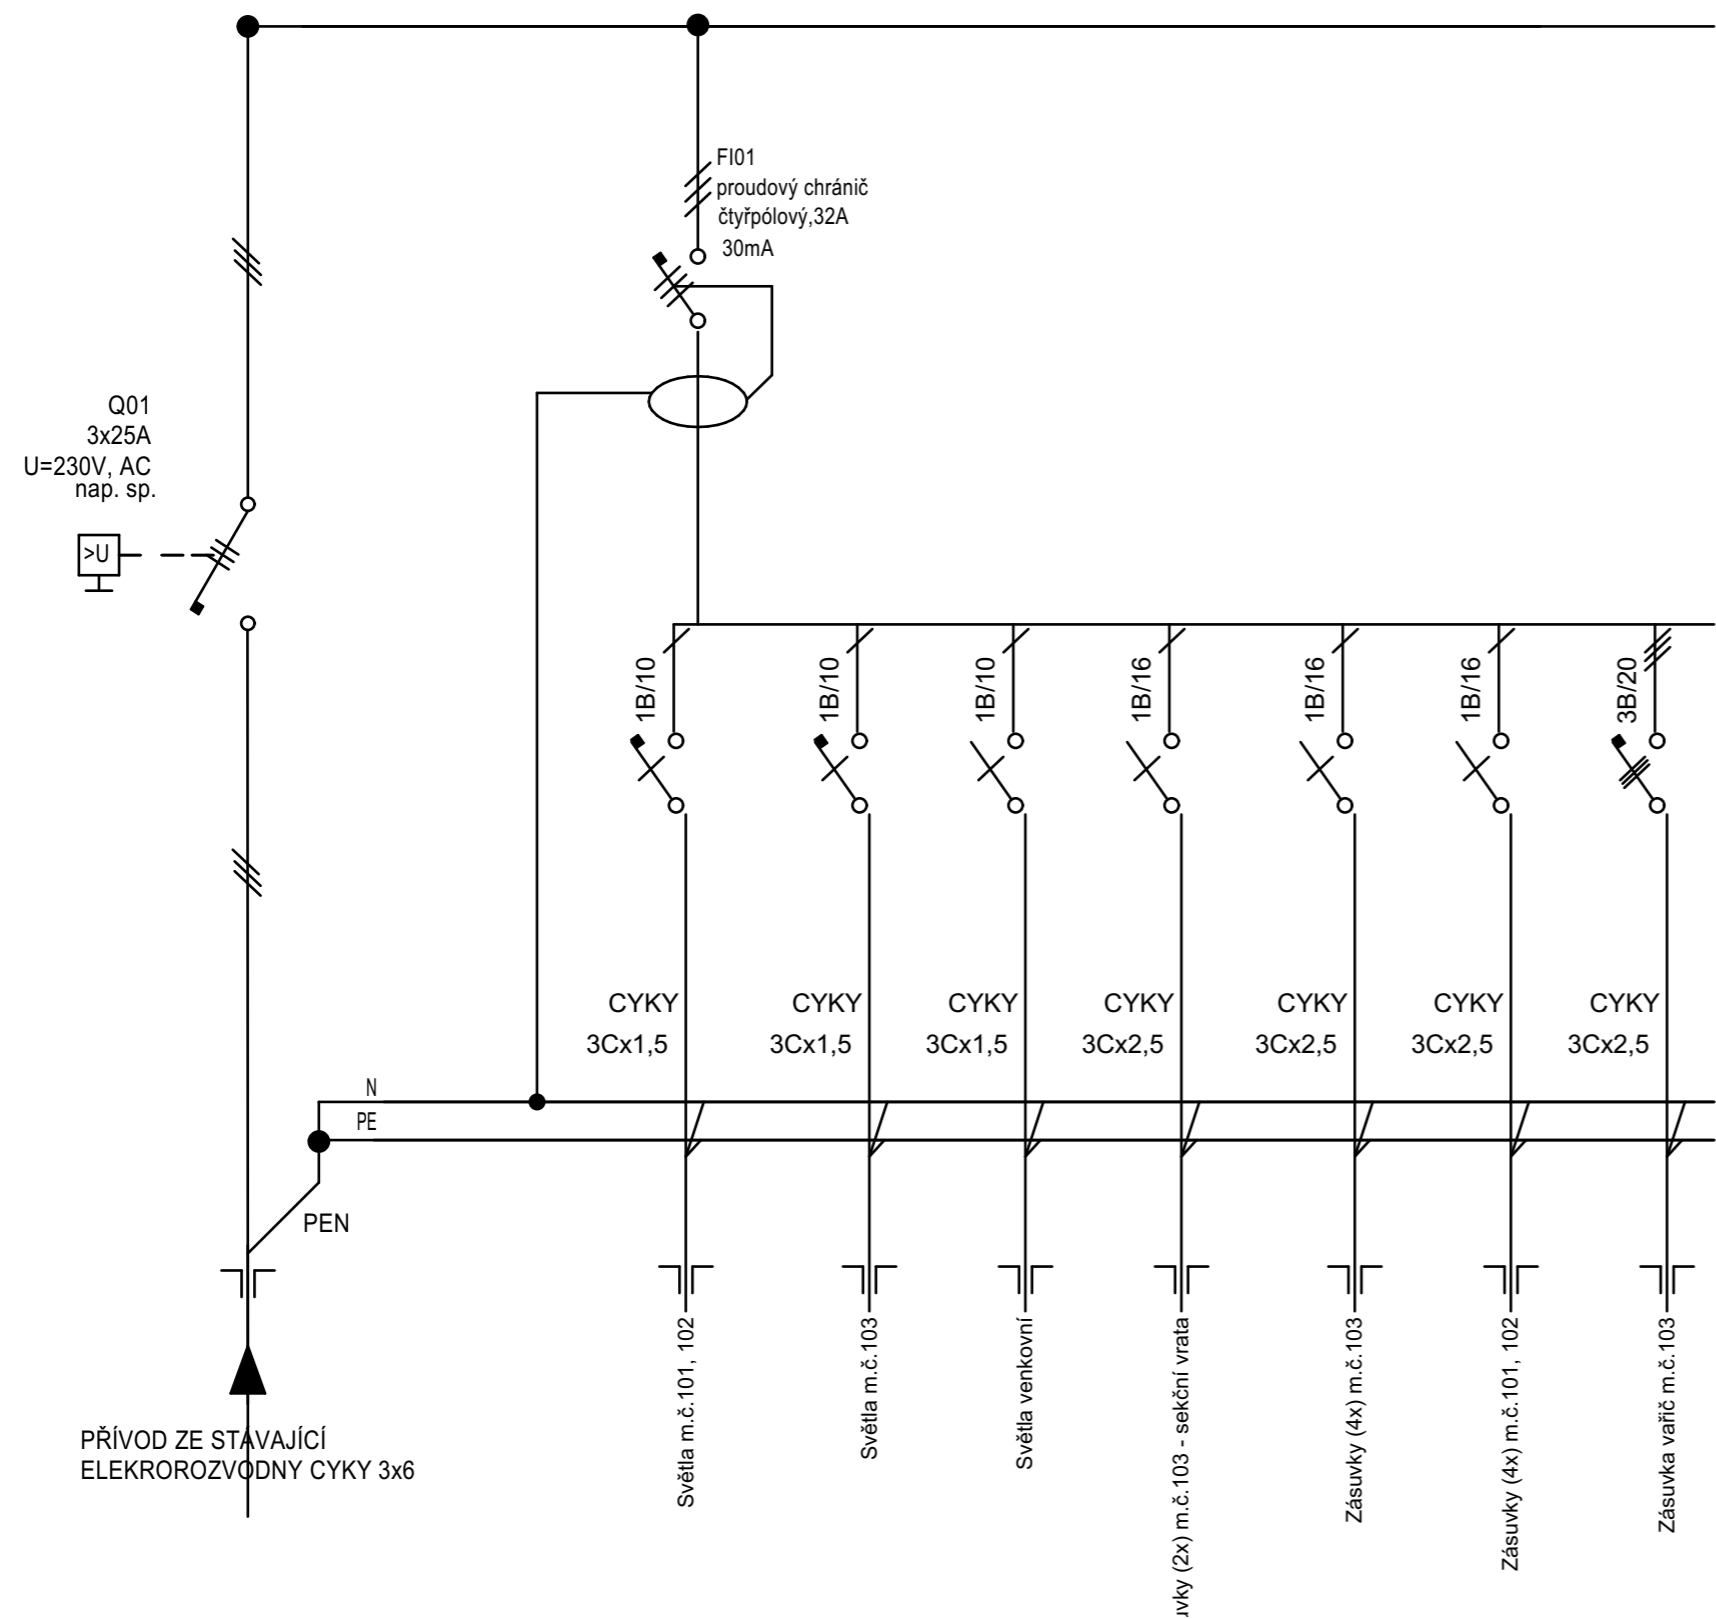 FI01
proudový chránič
čtyřpólový,32A
30mA
Q01
3x25A
U=230V, AC
nap. sp.
>U
1B/10
1B/10
1B/10
1B/16
1B/16
1B/16
3B/20
CYKY
3Cx1,5
CYKY
3Cx1,5
CYKY
3Cx1,5
CYKY
3Cx2,5
CYKY
3Cx2,5
CYKY
3Cx2,5
CYKY
3Cx2,5
N
PE
PEN
Světla m.č.101, 102
Světla m.č.103
Světla venkovní
(2x) m.č.103 - sekční vrata
Zásuvky (4x) m.č.103
Zásuvky (4x) m.č.101, 102
Zásuvka vařič m.č.103
PŘÍVOD ZE STÁVAJÍCÍ
ELEKROROZVODNY CYKY 3x6